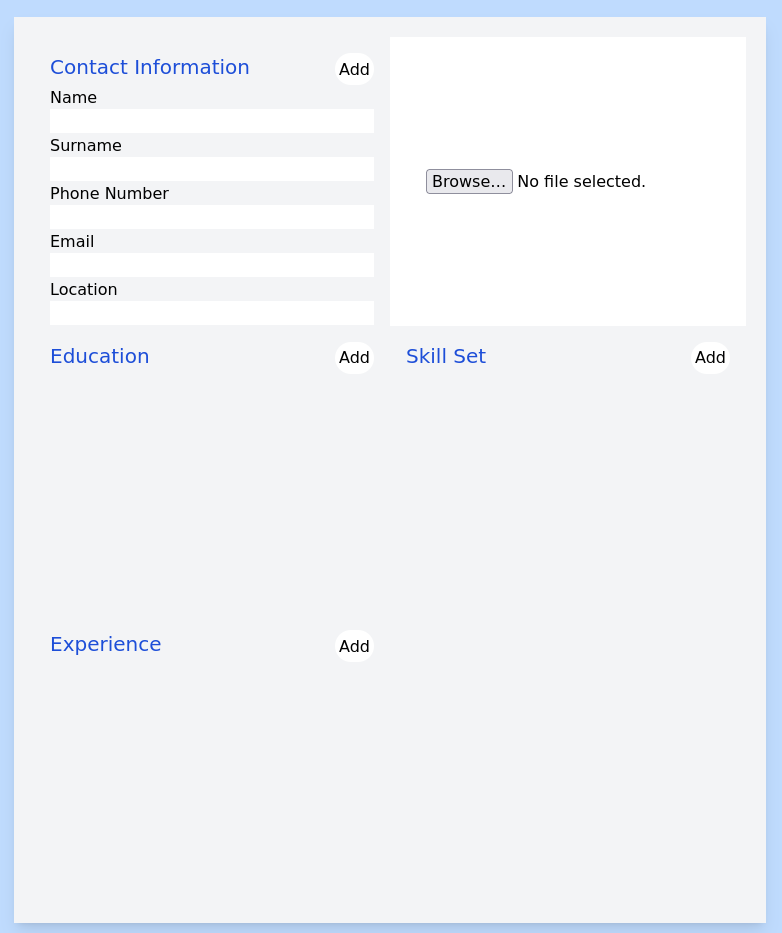 Contact Information
Add
Name
Surname
Phone Number
Email
Location
Browse... No file selected.
Education
Add
Skill Set
Add
Experience
Add